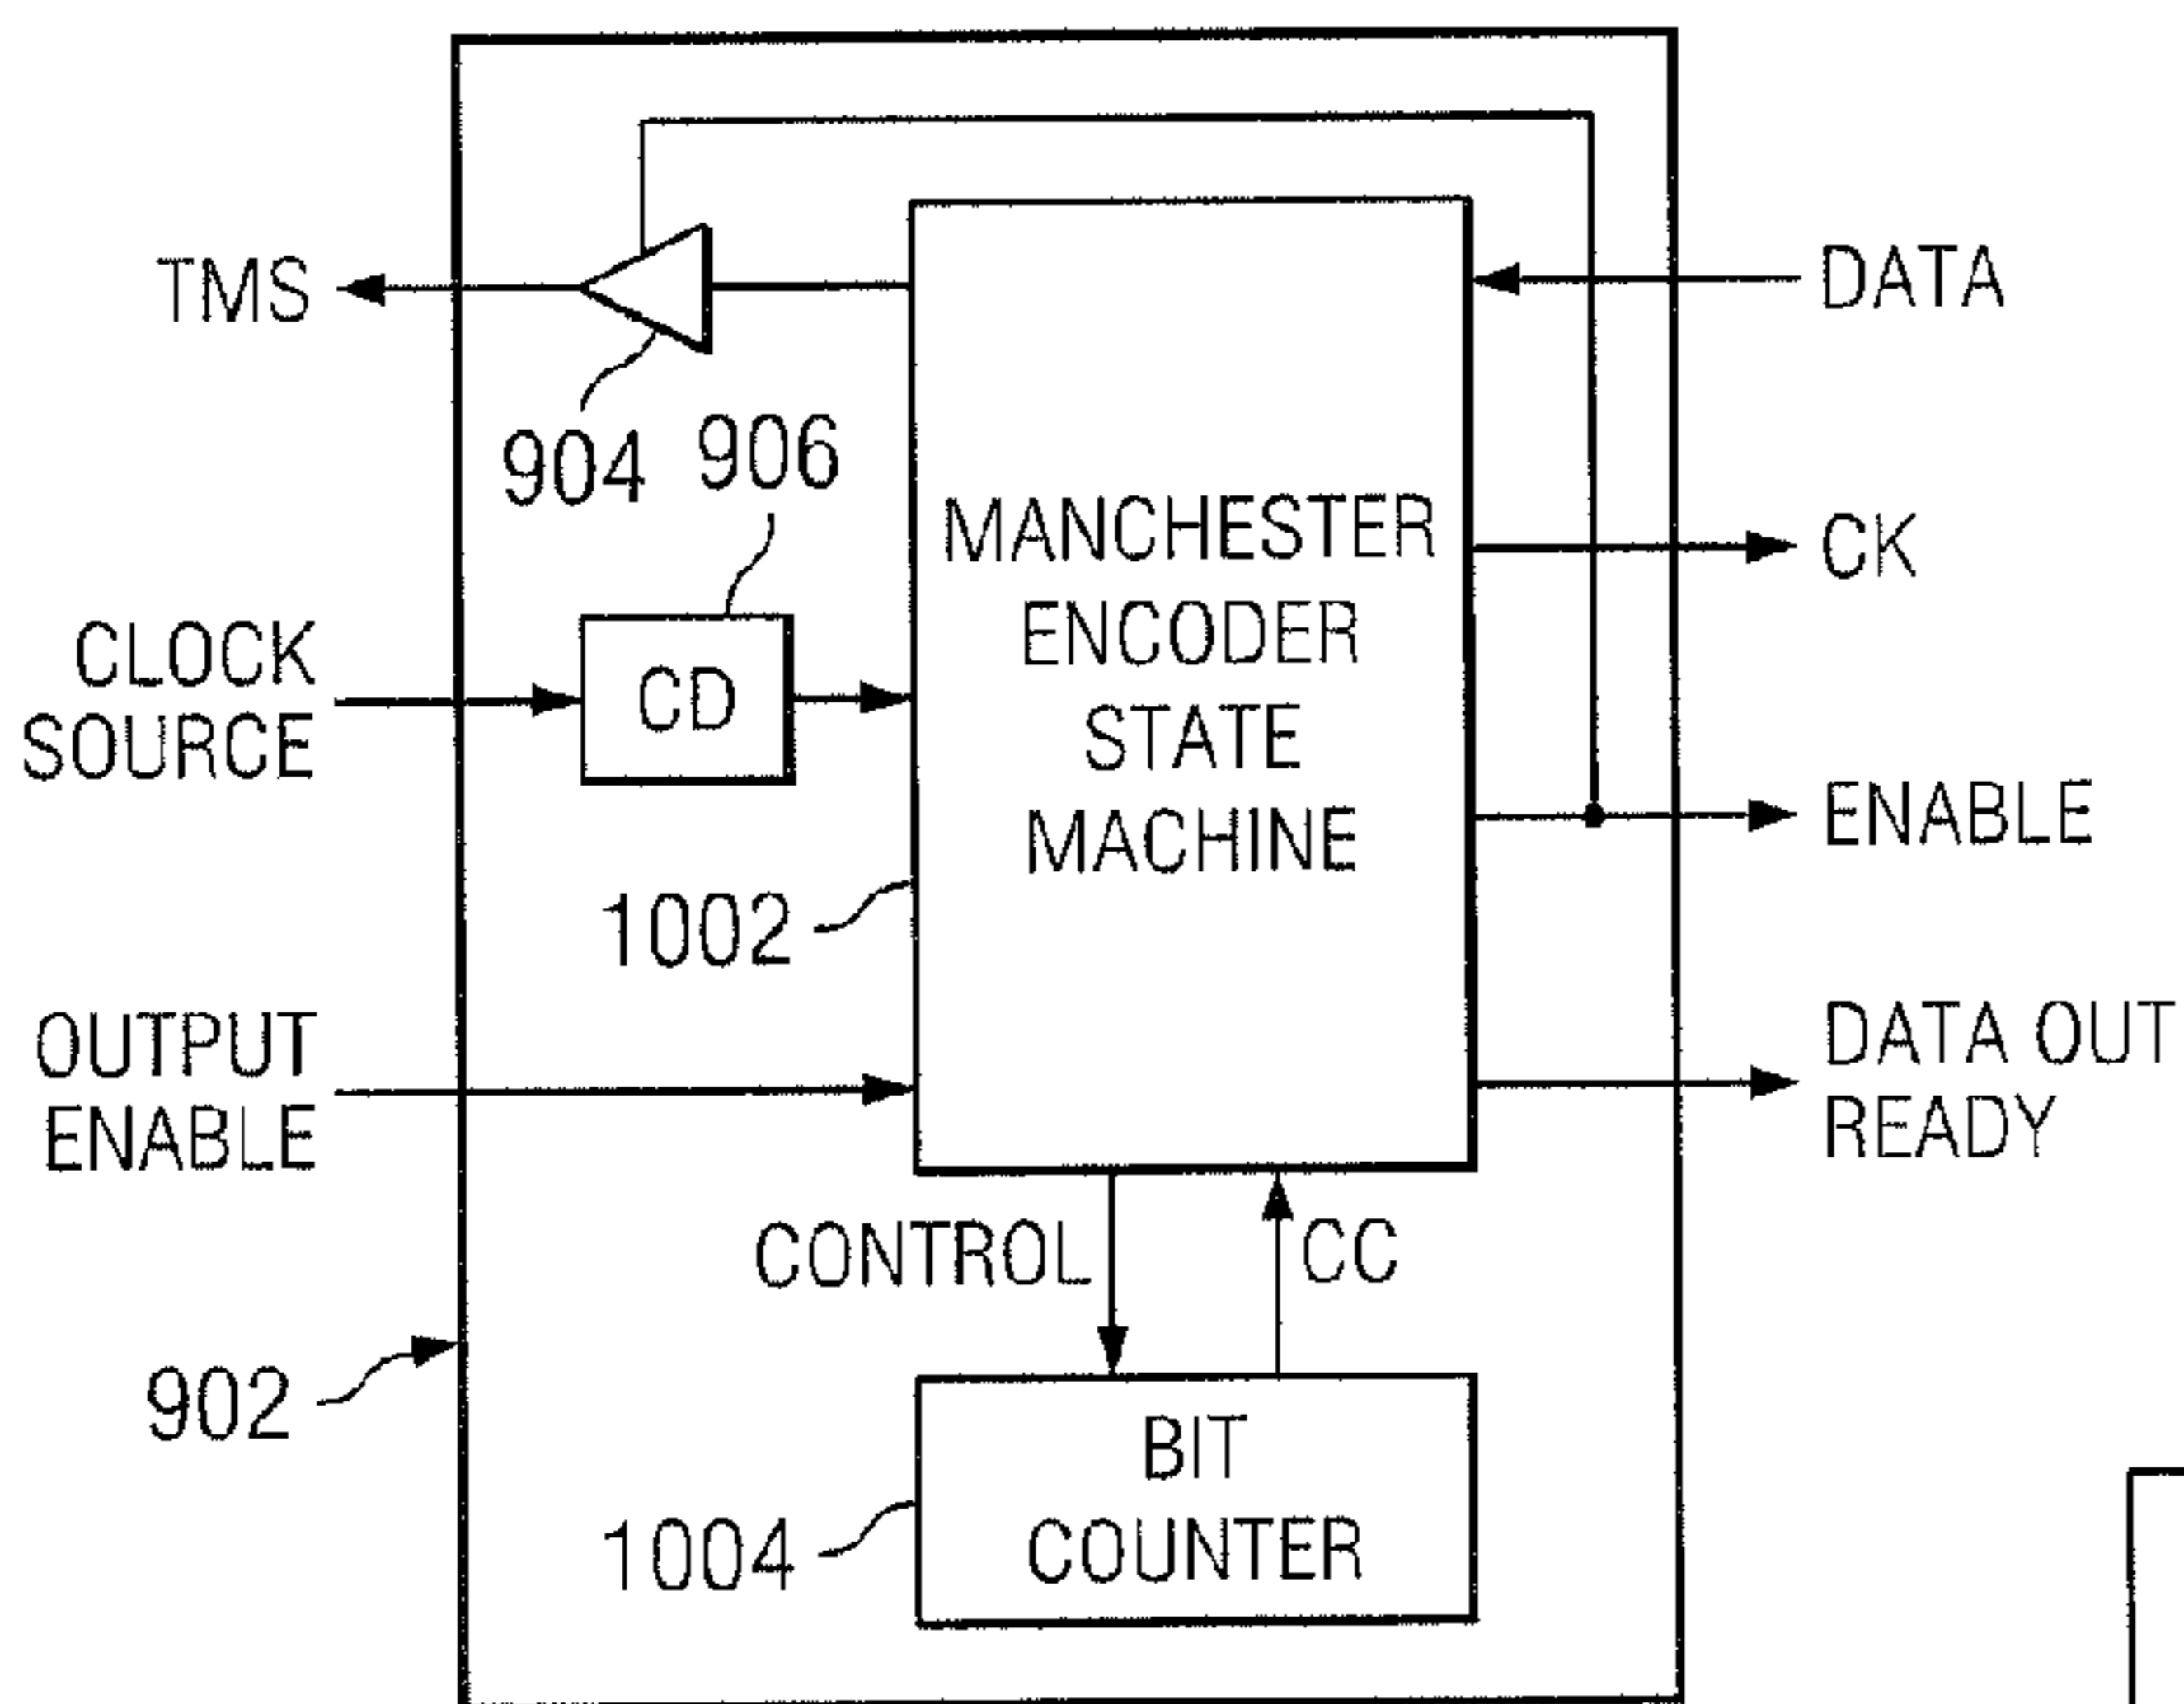 TMS
DATA
904
906
MANCHESTER
ENCODER
STATE
MACHINE
CK
CLOCK
SOURCE
CD
ENABLE
1002
OUTPUT
ENABLE
DATA OUT
READY
CONTROL
CC
902
BIT
COUNTER
1004